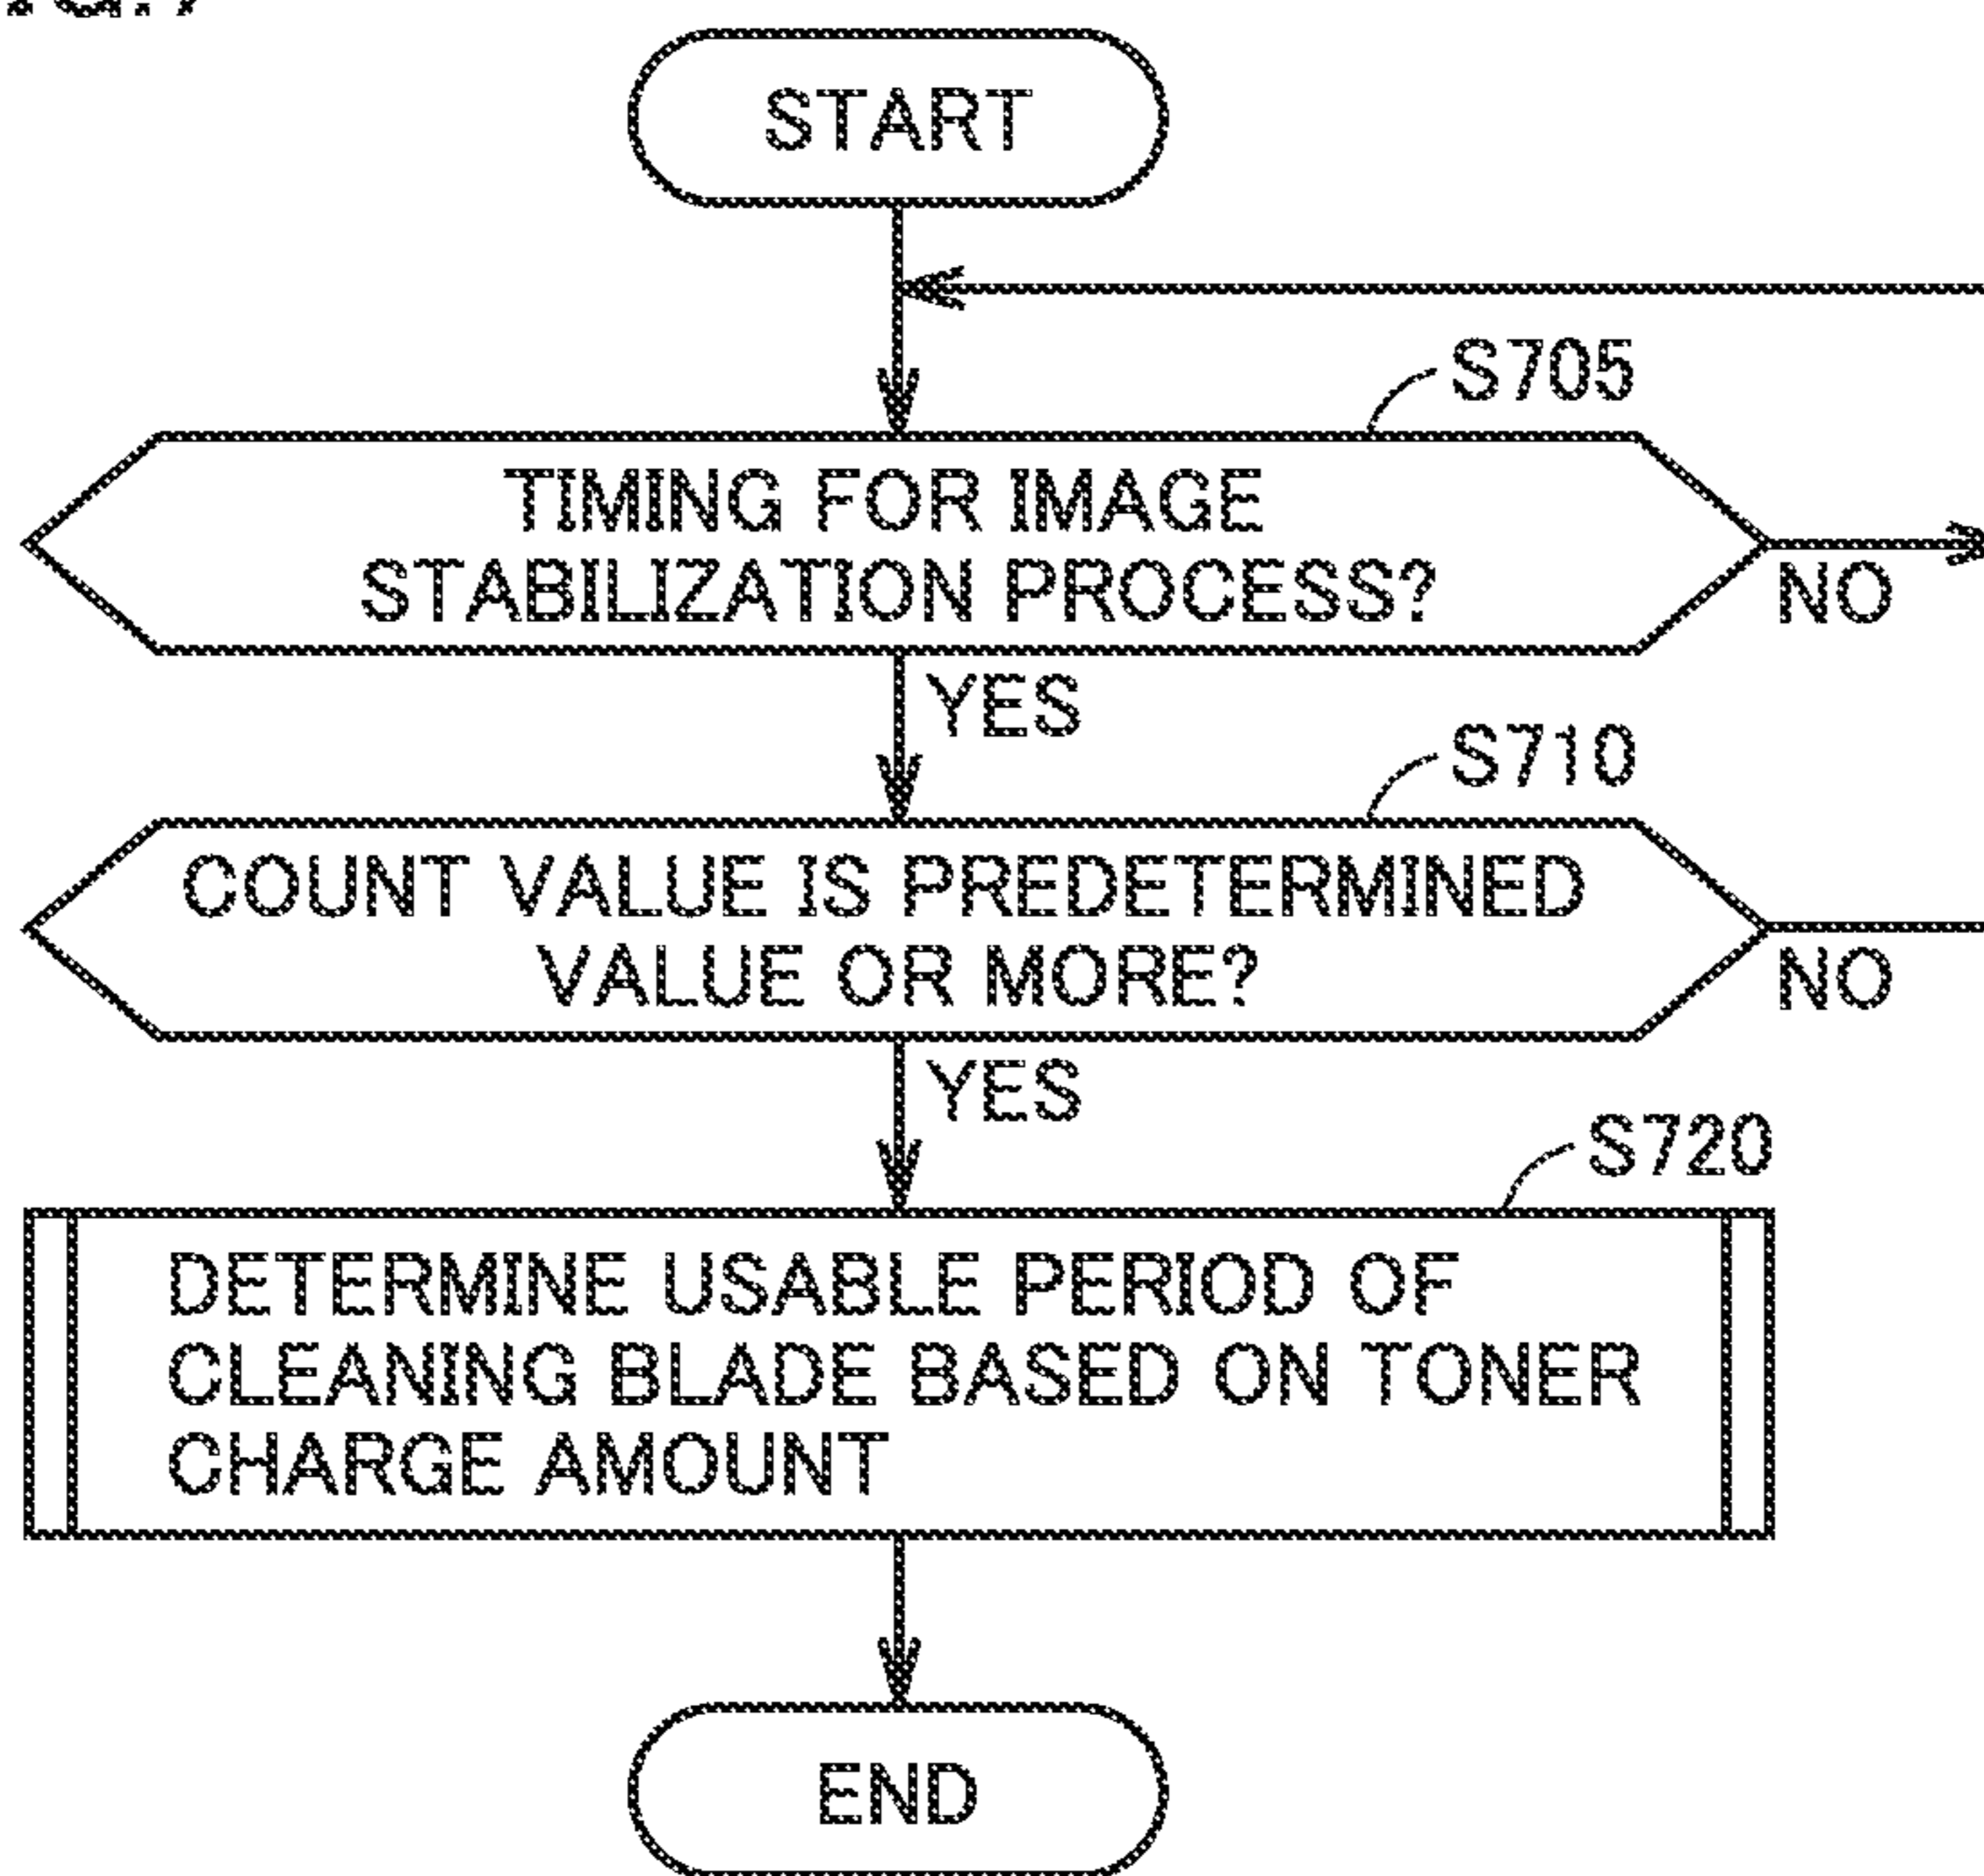 START
S705
TIMING FOR IMAGE
STABILIZATION PROCESS?
NO
YES
S710
COUNT VALUE IS PREDETERMINED
VALUE OR MORE?
NO
YES
S720
DETERMINE USABLE PERIOD OF
CLEANING BLADE BASED ON TONER
CHARGE AMOUNT
END